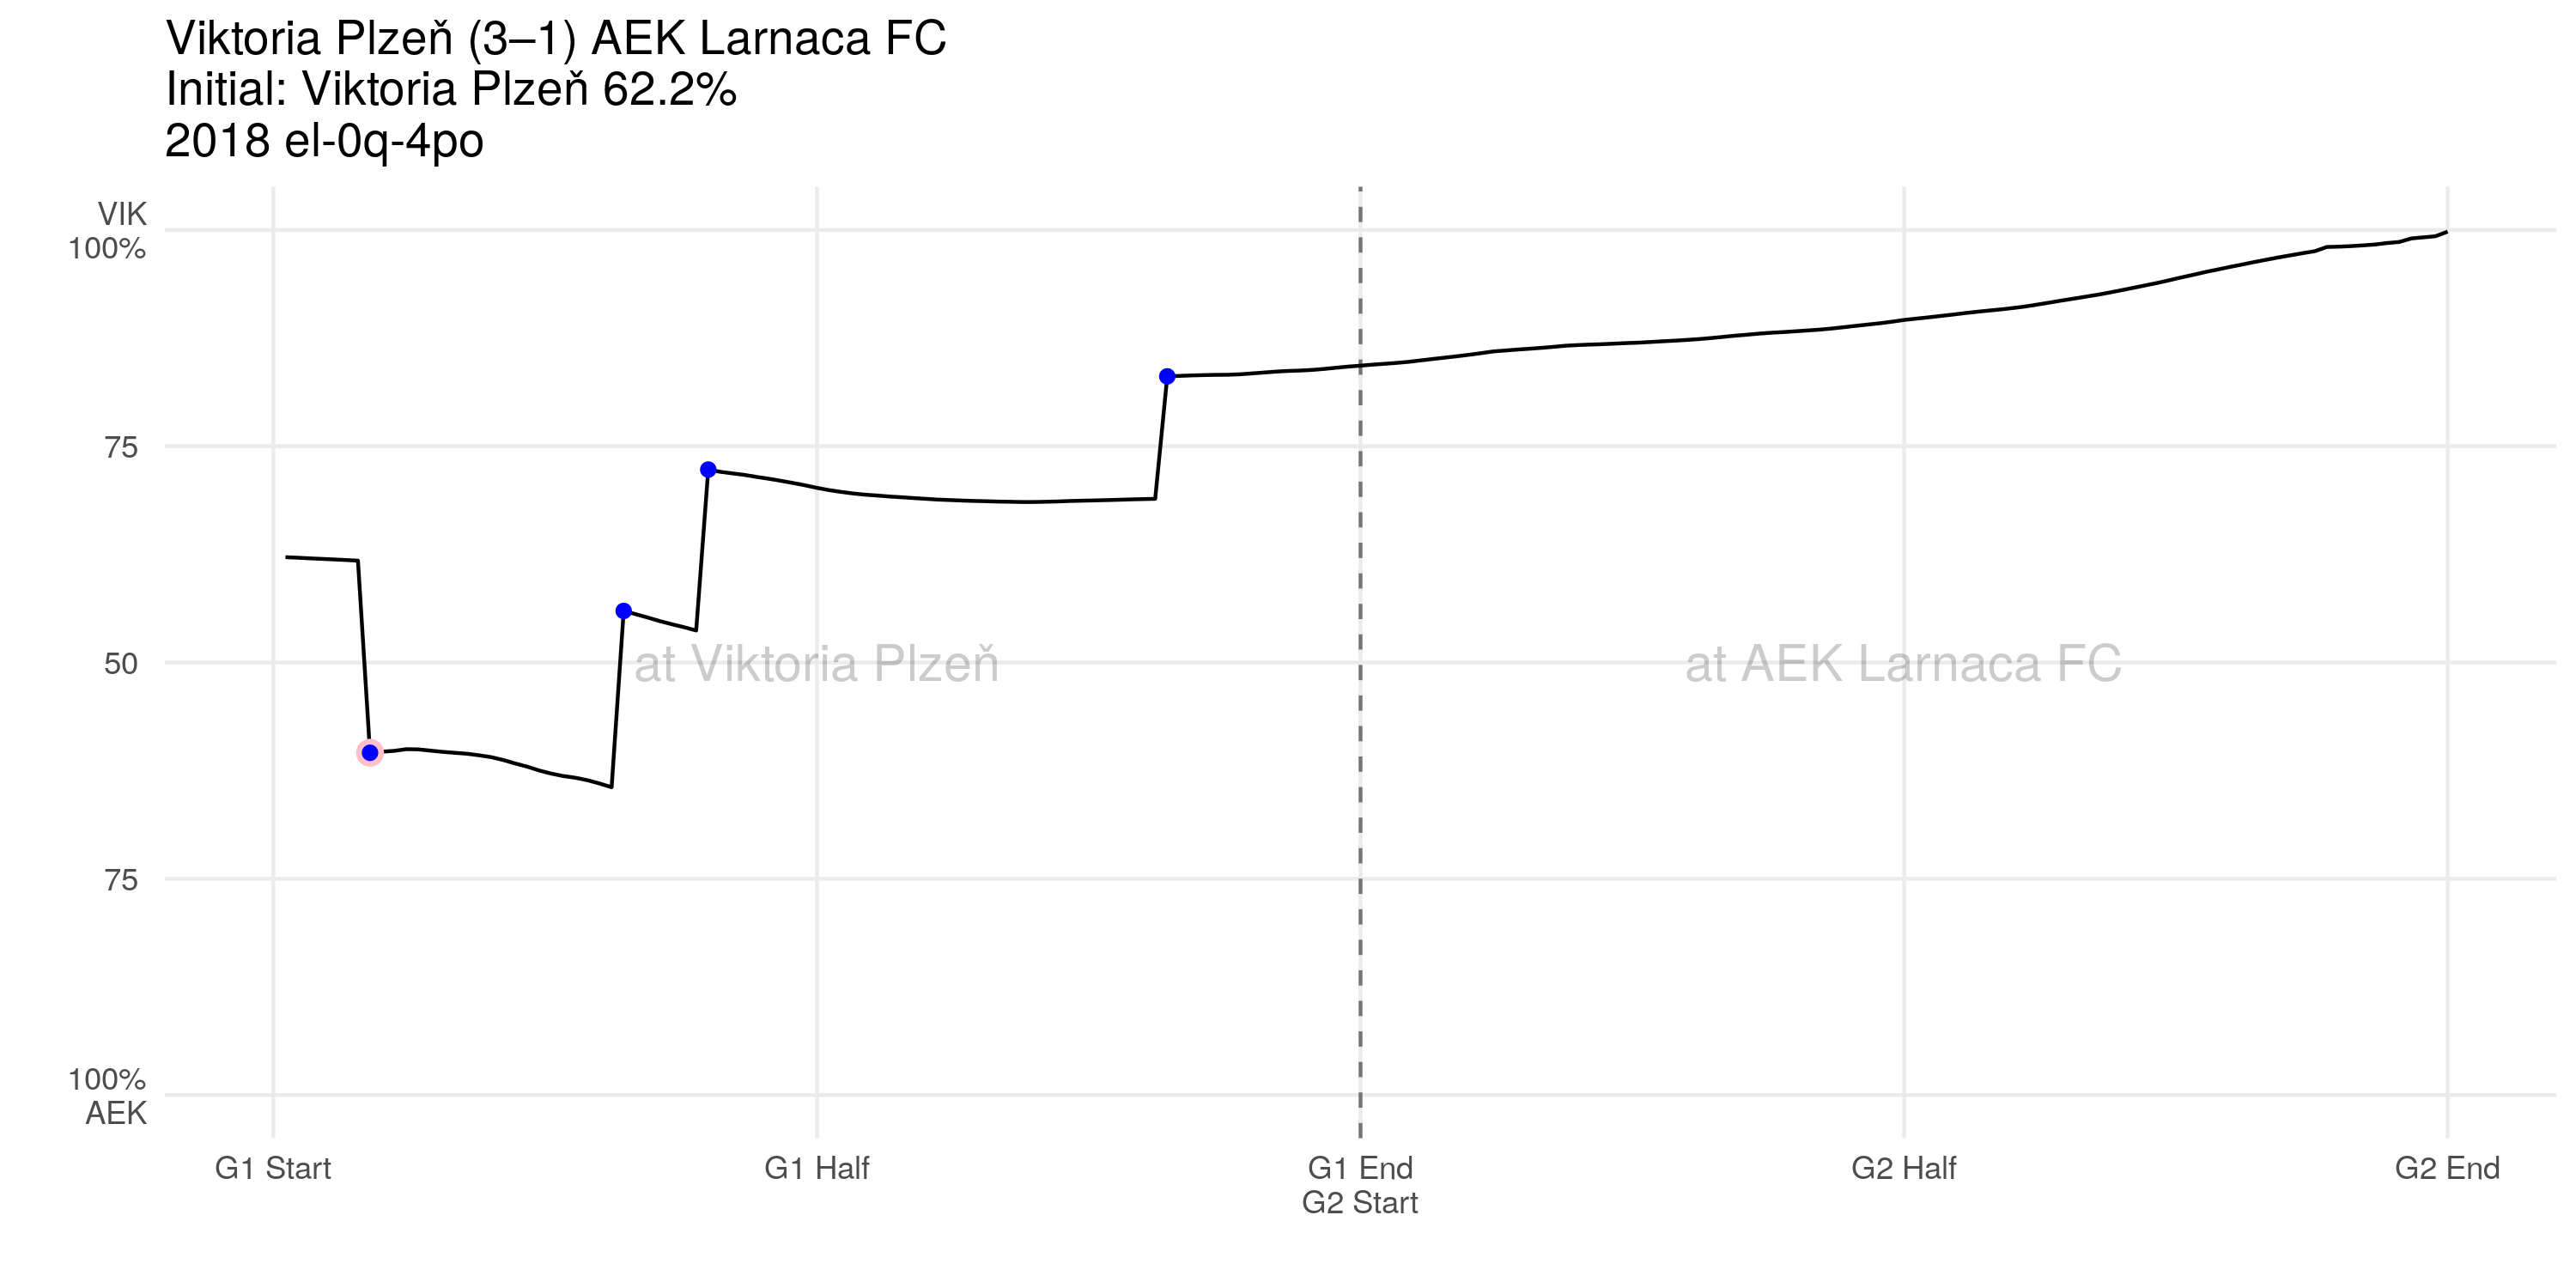 Viktoria Plzeň (3–1) AEK Larnaca FC
Initial: Viktoria Plzeň 62.2%
2018 el-0q-4po
VIK
100%
75
50
75
100%
AEK
at Viktoria Plzeň
at AEK Larnaca FC
G1 Start
G1 Half
G1 End
G2 Start
G2 Half
G2 End